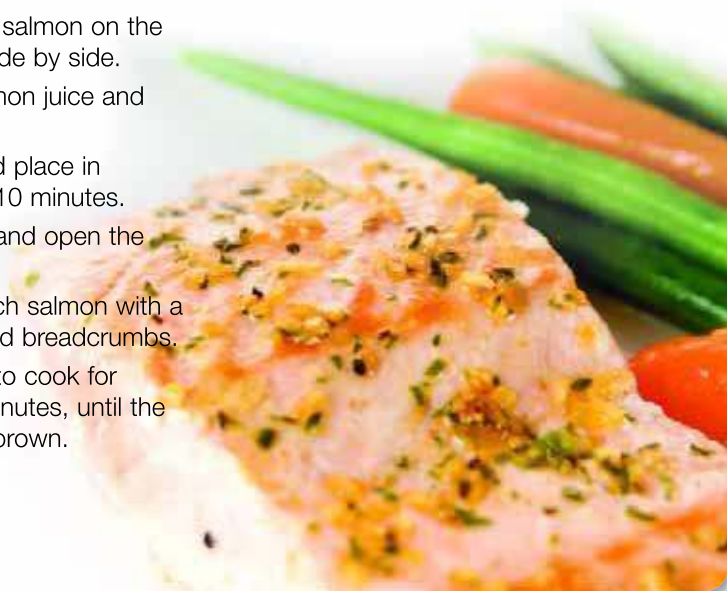 salmon on the
de by side.
non juice and
d place in
10 minutes.
and open the
ch salmon with a
d breadcrumbs.
to cook for
nutes, until the
brown.